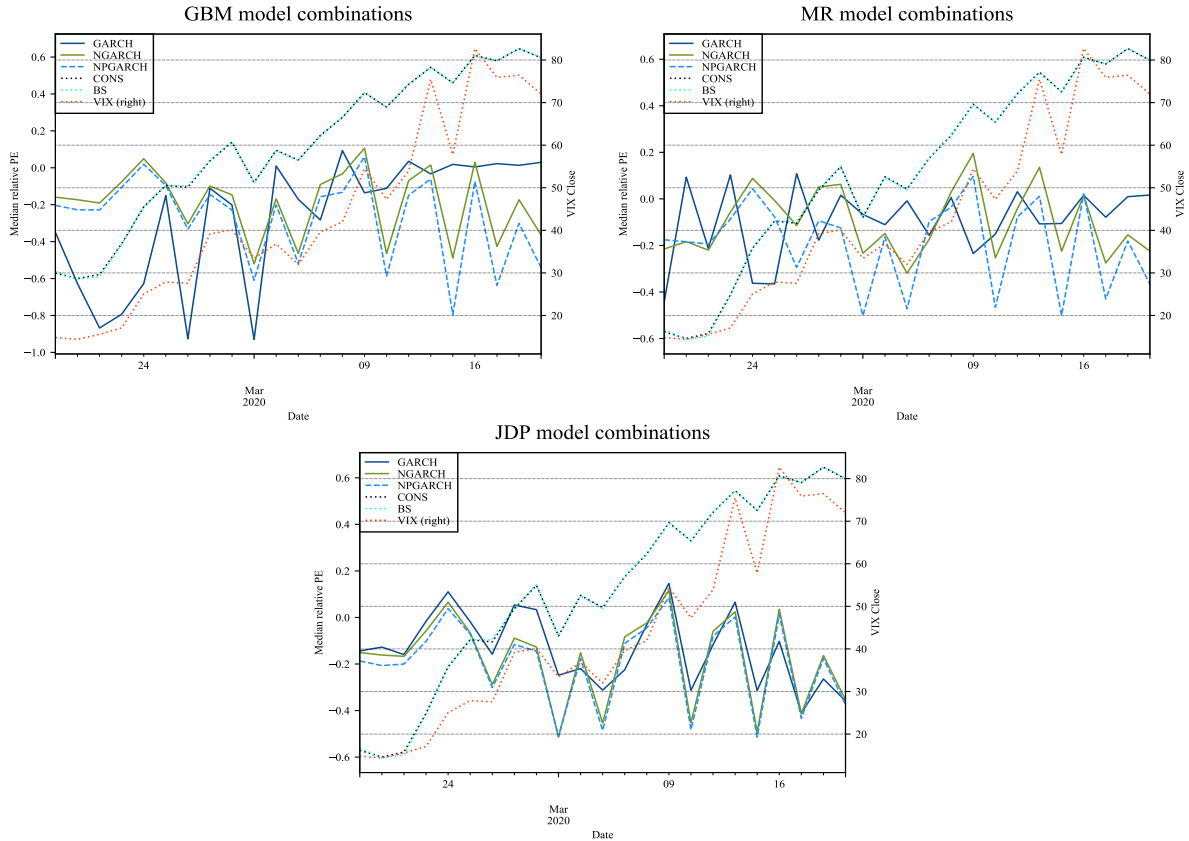 GBM model combinations
GARCH
NGARCH
NPGARCH
CONS
BS
VIX (right)
0.6
0.4
0.2
0.0
−0.2
−0.4
−0.6
−0.8
−1.0
Median relative PE
80
70
60
50
40
30
20
VIX Close
24
09
16
Mar
2020
Date
MR model combinations
GARCH
NGARCH
NPGARCH
CONS
BS
VIX (right)
0.6
0.4
0.2
0.0
−0.2
−0.4
−0.6
Median relative PE
80
70
60
50
40
30
20
VIX Close
24
09
16
Mar
2020
Date
JDP model combinations
GARCH
NGARCH
NPGARCH
CONS
BS
VIX (right)
0.6
0.4
0.2
0.0
−0.2
−0.4
−0.6
Median relative PE
80
70
60
50
40
30
20
VIX Close
24
09
16
Mar
2020
Date